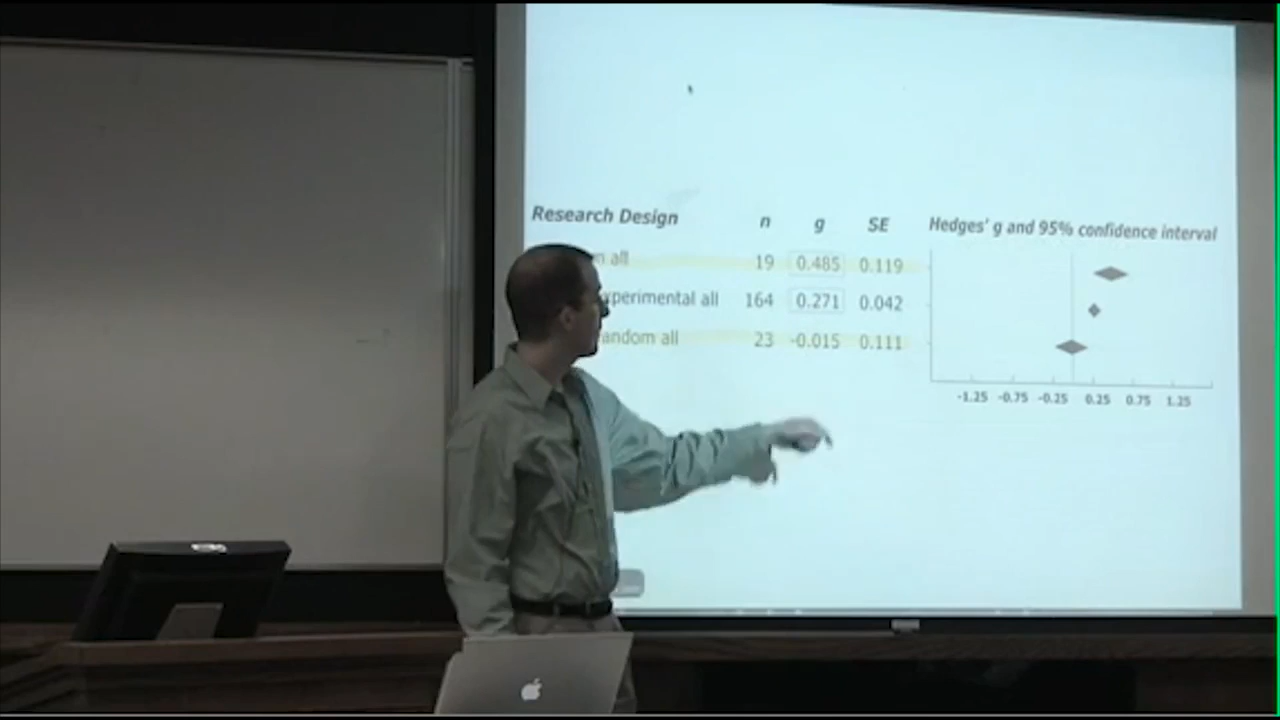 Research Design n g SE Hedges' g and 95% confidence interval
all 19 0.485 0.119
xperimental all 164 0.271 0.042
andom all 23 -0.015 0.111
-1.25 -0.75 -0.25 0.25 0.75 1.25